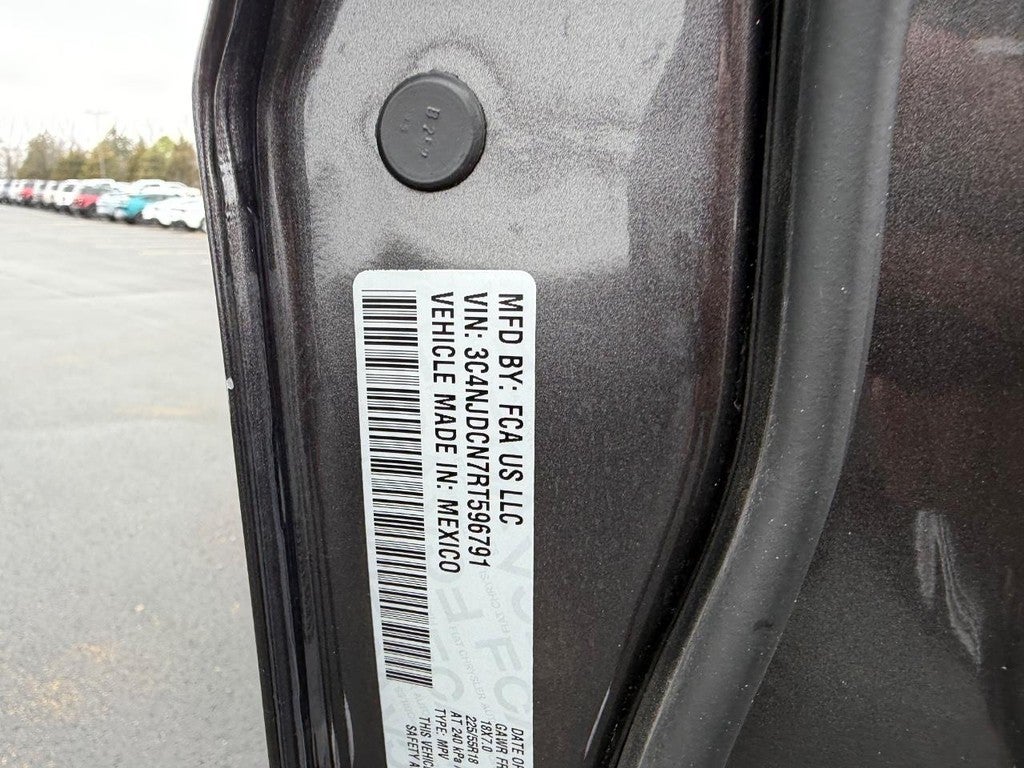 MFD BY: FCA US LLC
VIN: 3C4NJDCN7RT596791
VEHICLE MADE IN: MEXICO
DATE OF
GAWR FR
18X7.0
225/55R18
AT 240 kPa
TYPE: MPV
THIS VEHICL
SAFETY A